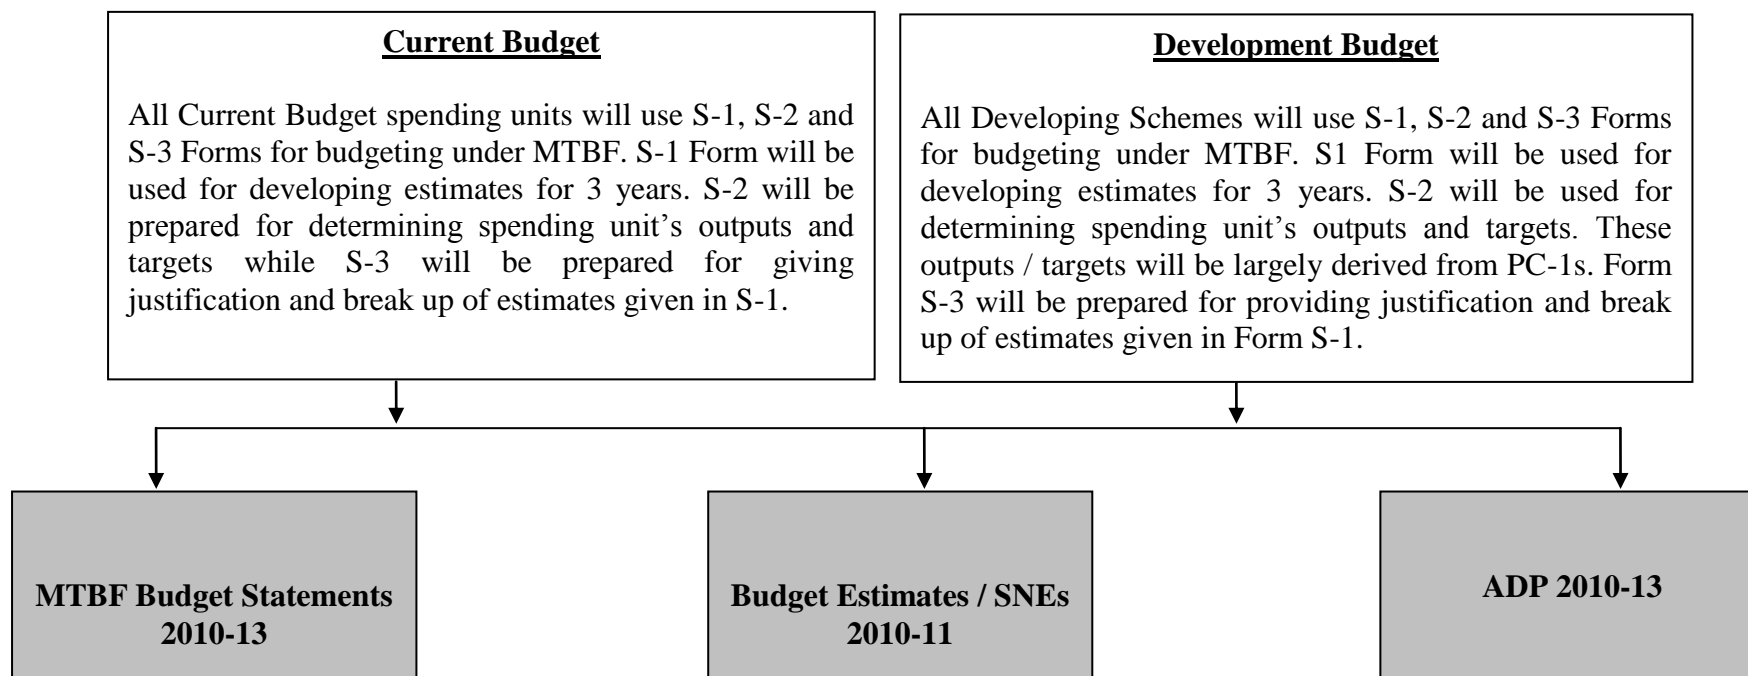 Current Budget
All Current Budget spending units will use S-1, S-2 and
S-3 Forms for budgeting under MTBF. S-1 Form will be
used for developing estimates for 3 years. S-2 will be
prepared for determining spending unit’s outputs and
targets while S-3 will be prepared for giving
justification and break up of estimates given in S-1.
Development Budget
All Developing Schemes will use S-1, S-2 and S-3 Forms
for budgeting under MTBF. S1 Form will be used for
developing estimates for 3 years. S-2 will be used for
determining spending unit’s outputs and targets. These
outputs / targets will be largely derived from PC-1s. Form
S-3 will be prepared for providing justification and break
up of estimates given in Form S-1.
MTBF Budget Statements
2010-13
Budget Estimates / SNEs
2010-11
ADP 2010-13